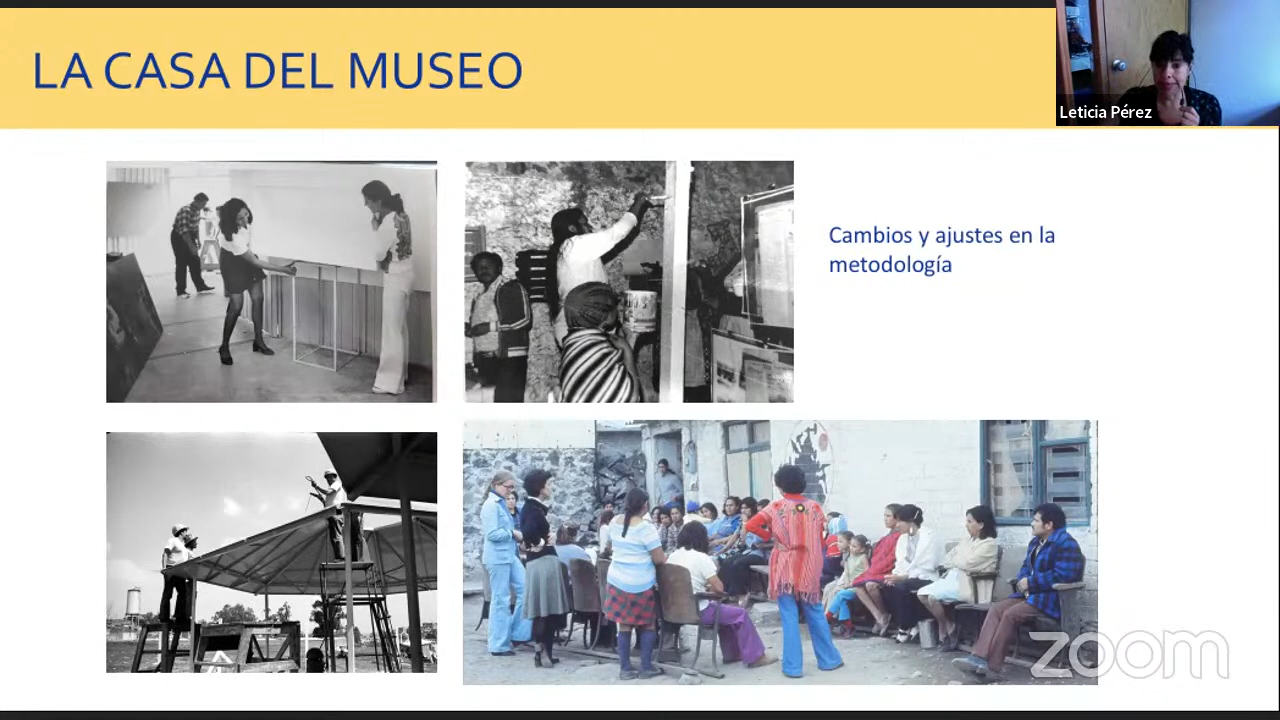 LA CASA DEL MUSEO
Leticia Pérez
Cambios y ajustes en la
metodología
zoom